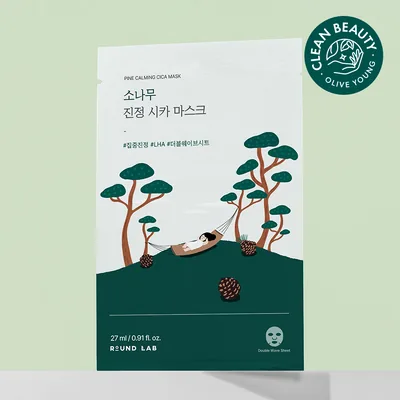 CLEAN BEAUTY
OLIVE YOUNG
PINE CALMING CICA MASK
소나무
진정 시카 마스크
-
#집중진정 #LHA #더블웨이브시트
27 ml / 0.91 fl. oz.
ROUND LAB
Double Wave Sheet